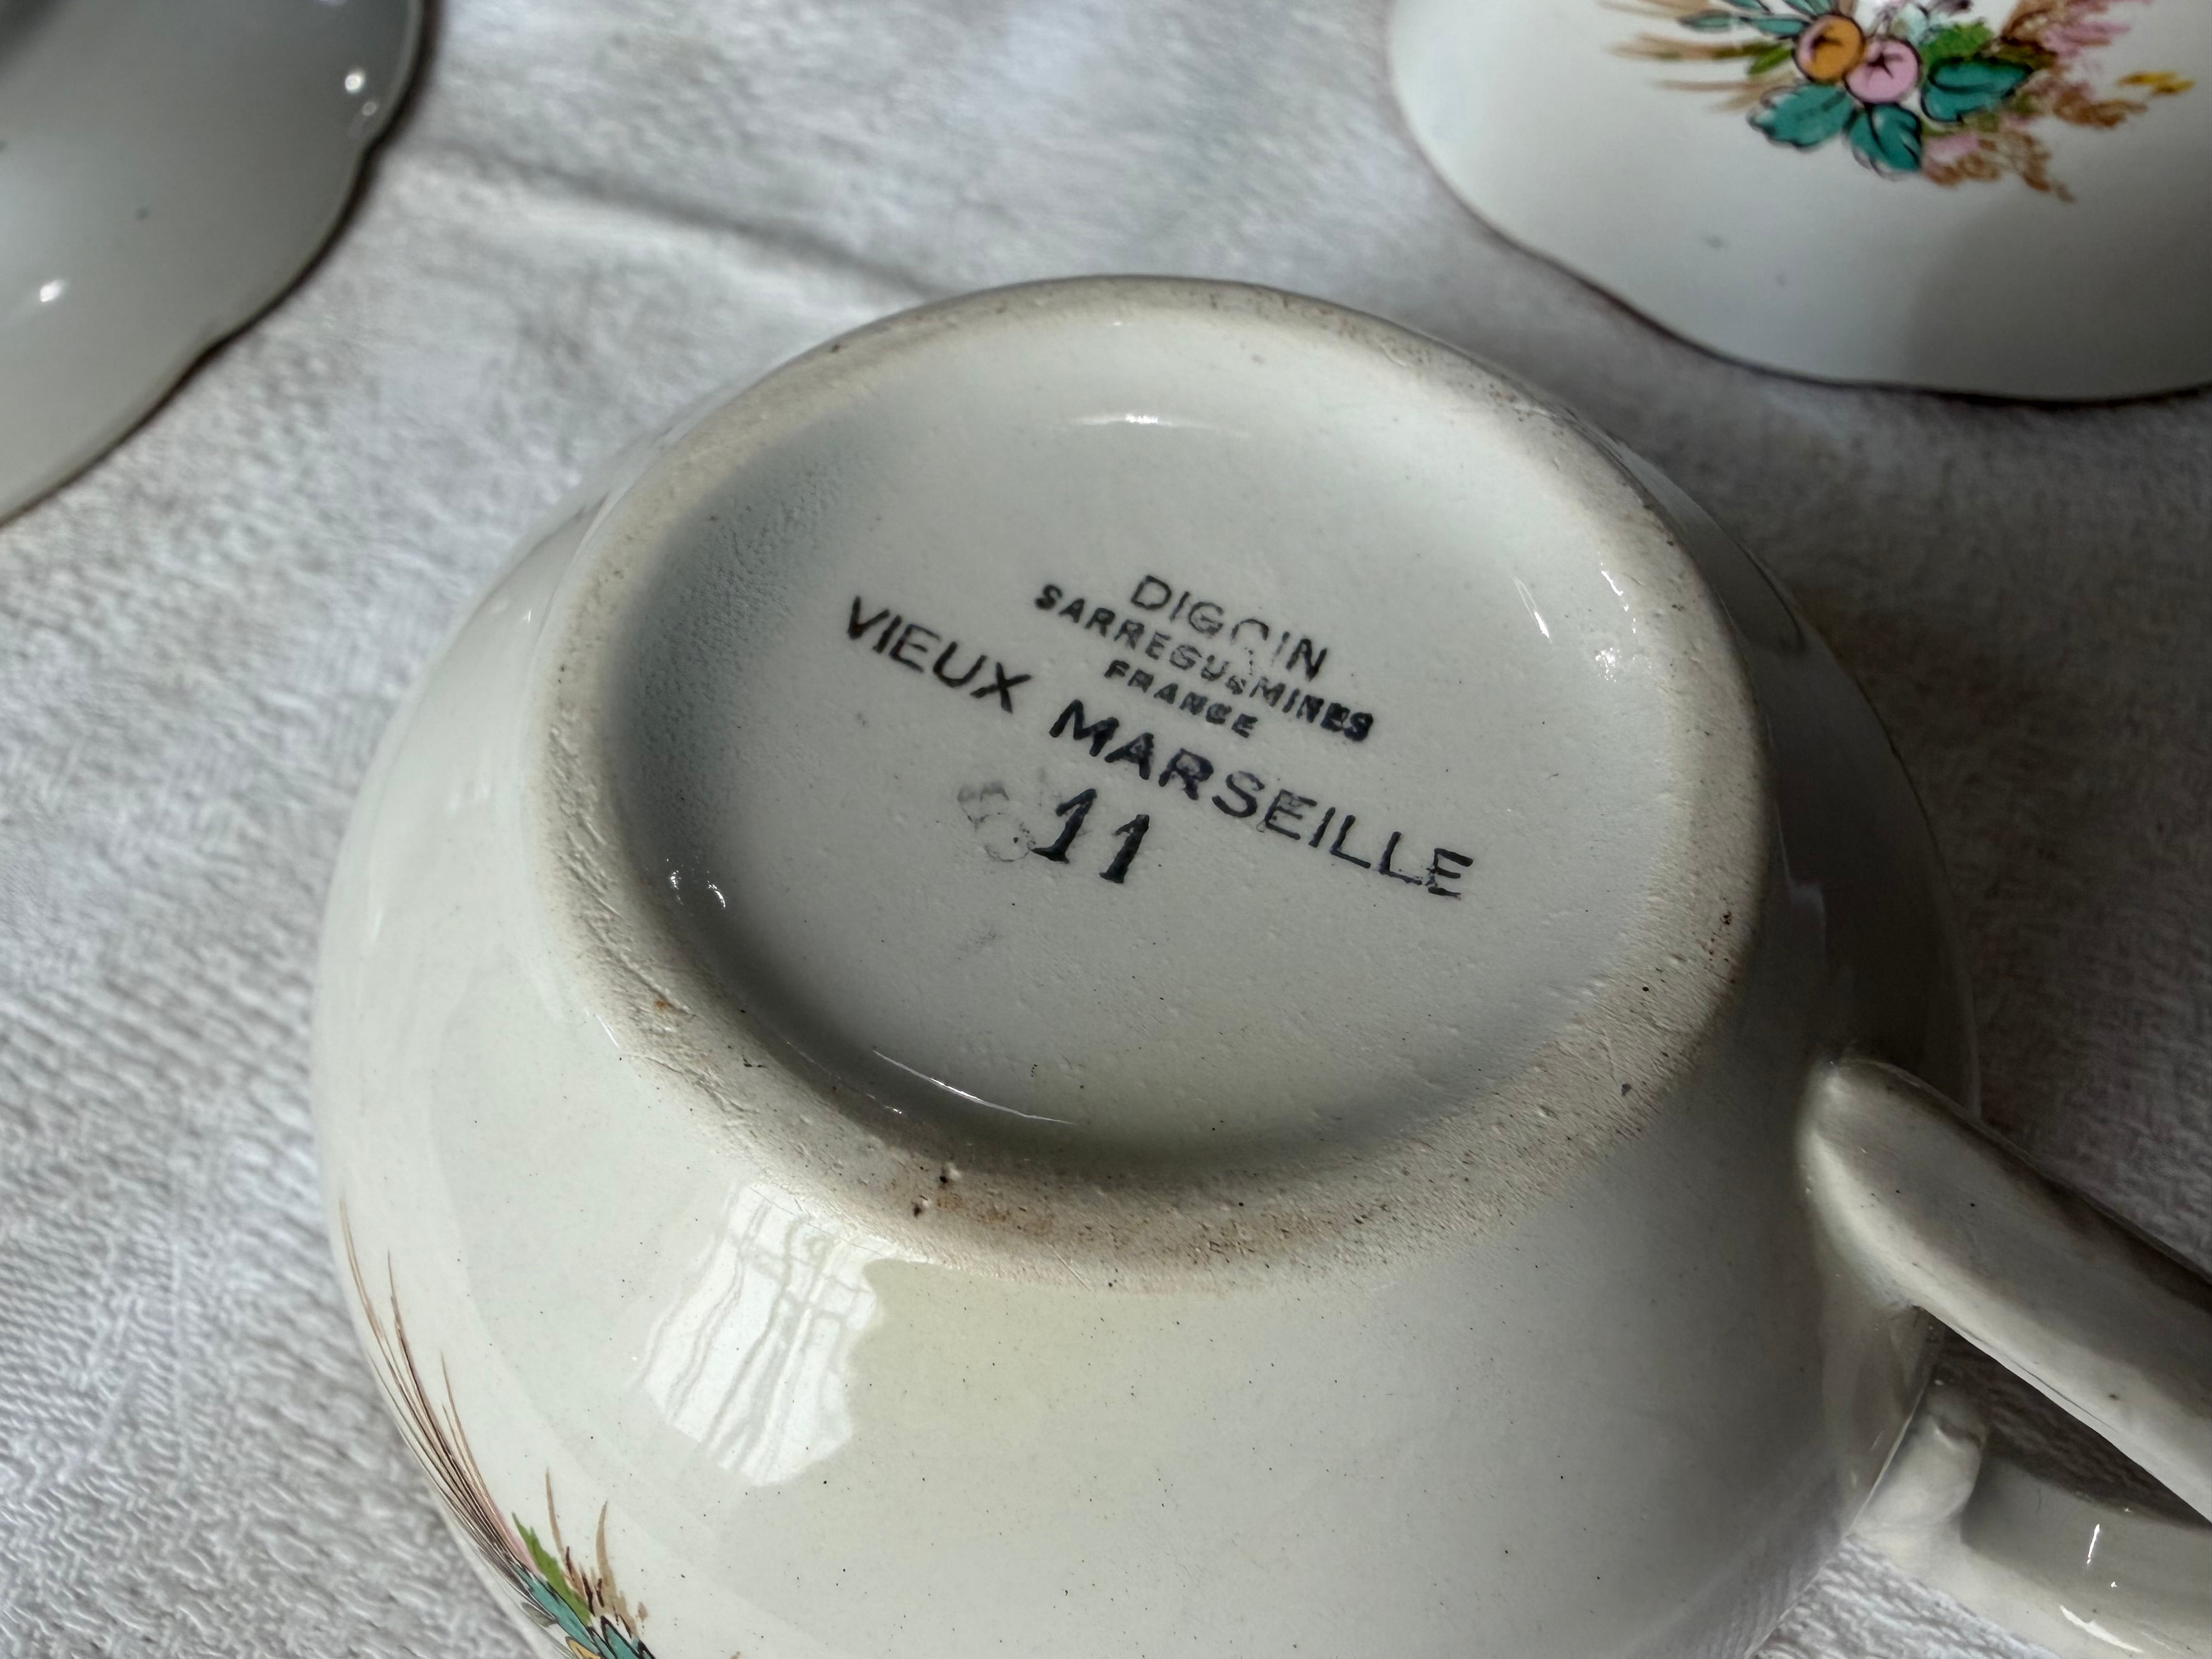 DIGOIN
SARREGUEMINES
FRANCE
VIEUX MARSEILLE
11